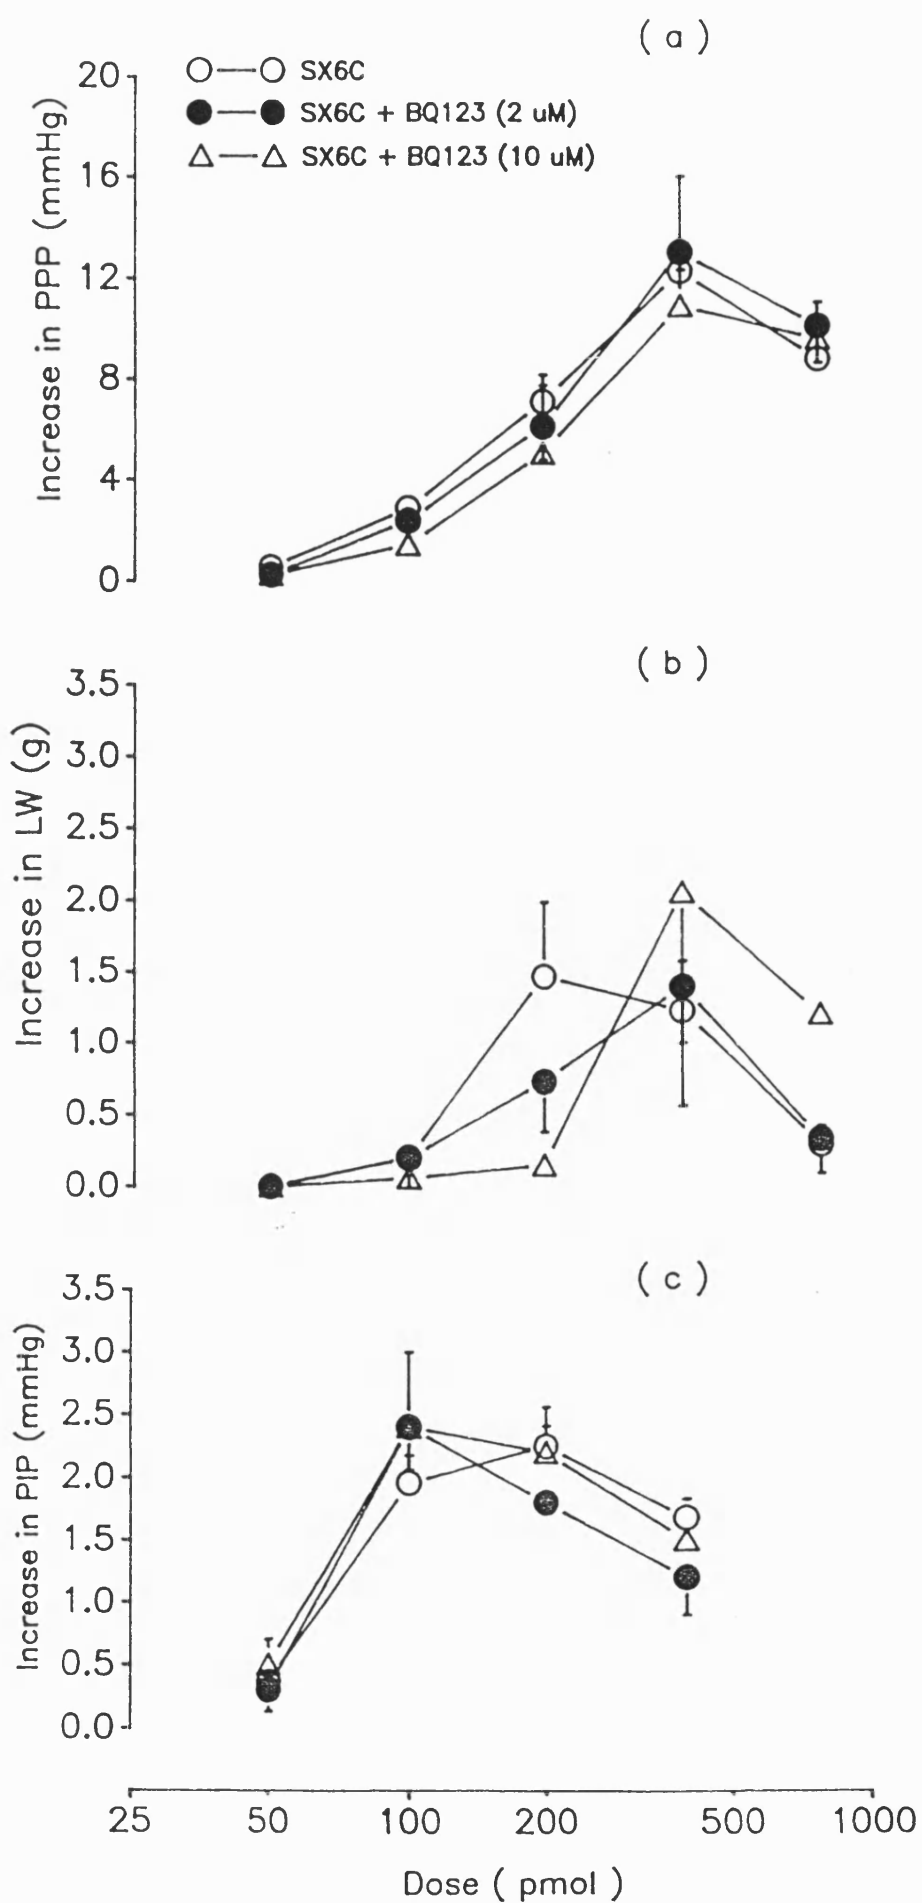 ( a )
SX6C
SX6C + BQ123 (2 uM)
SX6C + BQ123 (10 uM)
Increase in PPP (mmHg)
20
16
12
8
4
0
( b )
Increase in LW (g)
3.5
3.0
2.5
2.0
1.5
1.0
0.5
0.0
( c )
Increase in PIP (mmHg)
3.5
3.0
2.5
2.0
1.5
1.0
0.5
0.0
25 50 100 200 500 1000
Dose ( pmol )